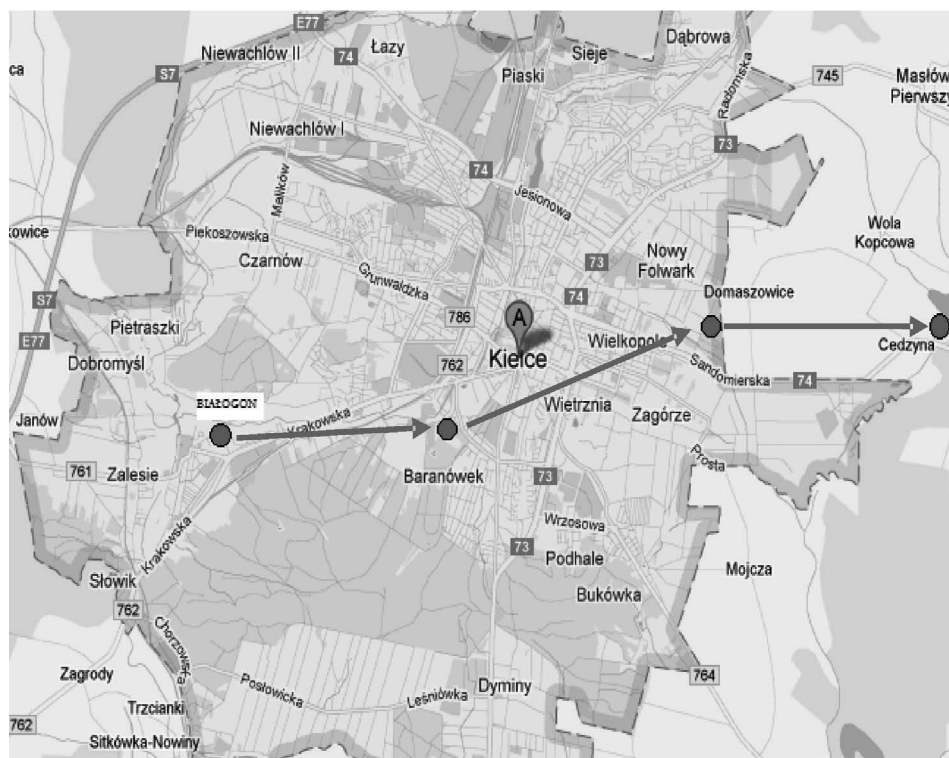 E77
Niewachlów II
74
Łazy
Sieje
Dąbrowa
S7
Piaski
ca
745
Masłów
Pierwszy
Radomska
Niewachlów I
73
74
Malików
Jesionowa
Wola
Kopcowa
kowice
Piekoszowska
Czarnów
Nowy
Folwark
Grunwaldzka
73
74
Domaszowice
S7
786
A
Pietraszki
E77
Kielce
Wielkopole
Cedzyna
Dobromyśl
762
Sandomierska
74
BIAŁOGON
Janów
Krakowska
Wietrznia
Zagórze
761
Zalesie
Baranówek
73
Prosta
Krakowska
Wrzosowa
73
Podhale
Mojcza
Słowik
Bukówka
762
Chorzowska
Zagrody
Posłowicka
Dyminy
764
Leśniówka
Trzcianki
762
Sitkówka-Nowiny